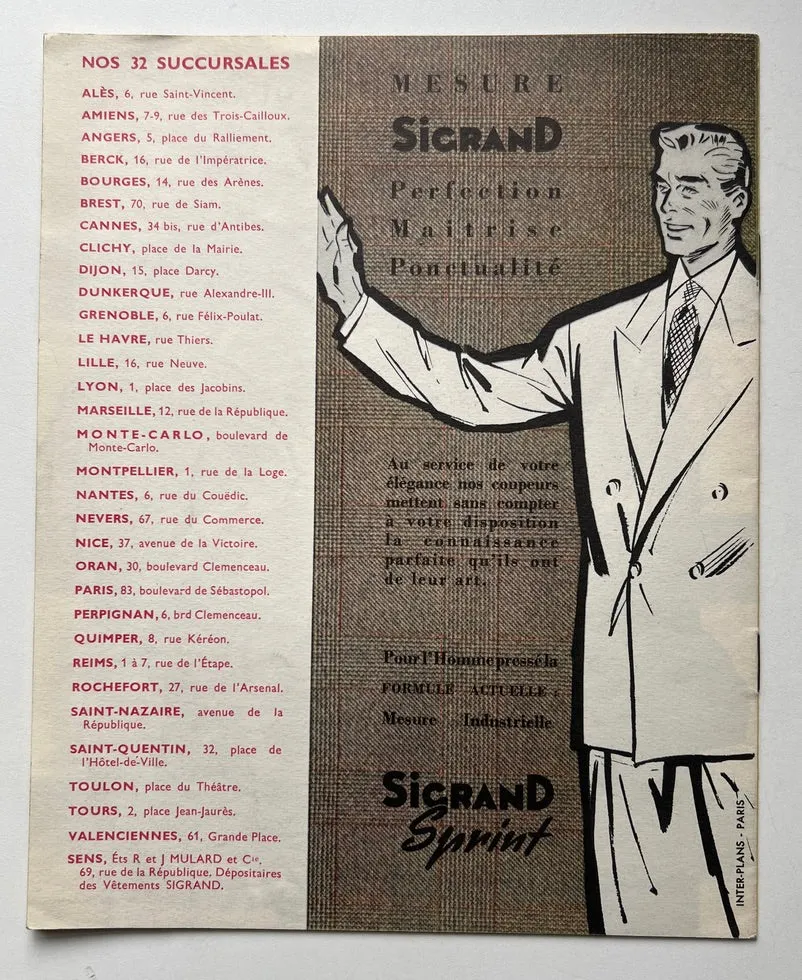 NOS 32 SUCCURSALES
ALÈS, 6, rue Saint-Vincent.
AMIENS, 7-9, rue des Trois-Cailloux.
ANGERS, 5, place du Ralliement.
BERCK, 16, rue de l'Impératrice.
BOURGES, 14, rue des Arènes.
BREST, 70, rue de Siam.
CANNES, 34 bis, rue d'Antibes.
CLICHY, place de la Mairie.
DIJON, 15, place Darcy.
DUNKERQUE, rue Alexandre-III.
GRENOBLE, 6, rue Félix-Poulat.
LE HAVRE, rue Thiers.
LILLE, 16, rue Neuve.
LYON, 1, place des Jacobins.
MARSEILLE, 12, rue de la République.
MONTE-CARLO, boulevard de
Monte-Carlo.
MONTPELLIER, 1, rue de la Loge.
NANTES, 6, rue du Couëdic.
NEVERS, 67, rue du Commerce.
NICE, 37, avenue de la Victoire.
ORAN, 30, boulevard Clemenceau.
PARIS, 83, boulevard de Sébastopol.
PERPIGNAN, 6, brd Clemenceau.
QUIMPER, 8, rue Kéréon.
REIMS, 1 à 7, rue de l'Étape.
ROCHEFORT, 27, rue de l'Arsenal.
SAINT-NAZAIRE, avenue de la
République.
SAINT-QUENTIN, 32, place de
l'Hôtel-de-Ville.
TOULON, place du Théâtre.
TOURS, 2, place Jean-Jaurès.
VALENCIENNES, 61, Grande Place.
SENS, Éts R et J MULARD et Cie,
69, rue de la République. Dépositaires
des Vêtements SIGRAND.
MESURE
SIGRAND
Perfection
Maitrise
Ponctualité
Au service de votre
élégance nos coupeurs
mettent sans compter
à votre disposition
la connaissance
parfaite qu'ils ont
de leur art.
Pour l'Homme pressé la
FORMULE ACTUELLE :
Mesure Industrielle
SIGRAND
Sprint
INTER-PLANS - PARIS